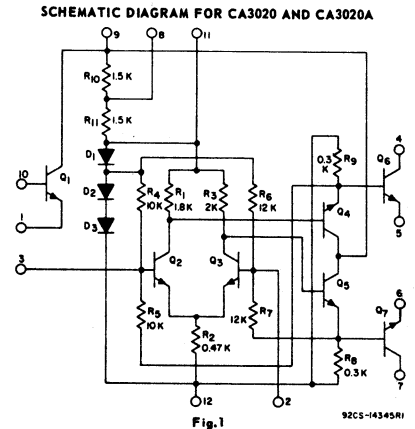 SCHEMATIC DIAGRAM FOR CA3020 AND CA3020A
9 8 11
R10 1.5 K
4
R11 1.5 K
0.3 K R9 Q6
D1
10 Q1
R4 10K R1 1.8K R3 2K R6 12 K
D2
Q4
1 5
D3
3
Q2 Q3 Q5
6
R5 10K 12K R7 Q7
R2 0.47 K
R8 0.3K
7
12 2
Fig.1
92CS-14345R1